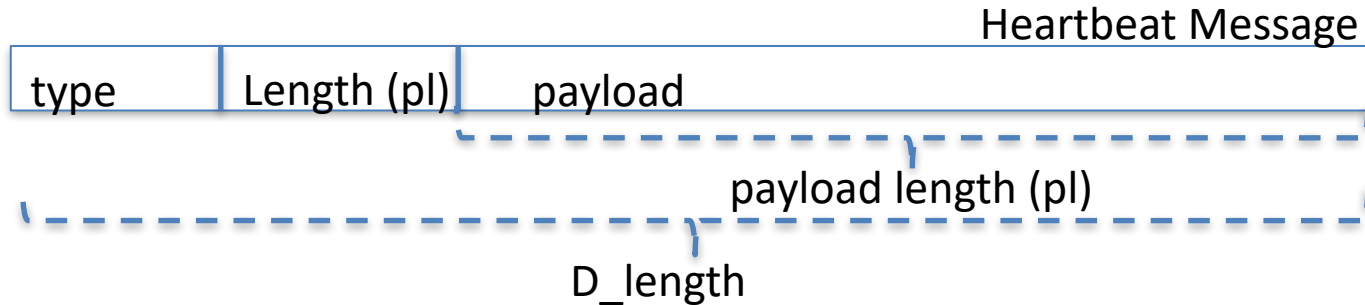 Heartbeat Message
type Length (pl) payload
payload length (pl)
D_length